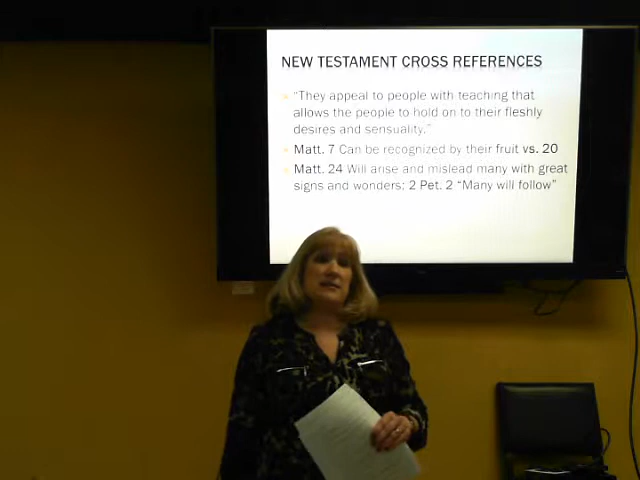 NEW TESTAMENT CROSS REFERENCES
"They appeal to people with teaching that
allows the people to hold on to their fleshly
desires and sensuality."
Matt. 7 Can be recognized by their fruit vs. 20
Matt. 24 Will arise and mislead many with great
signs and wonders; 2 Pet. 2 "Many will follow"